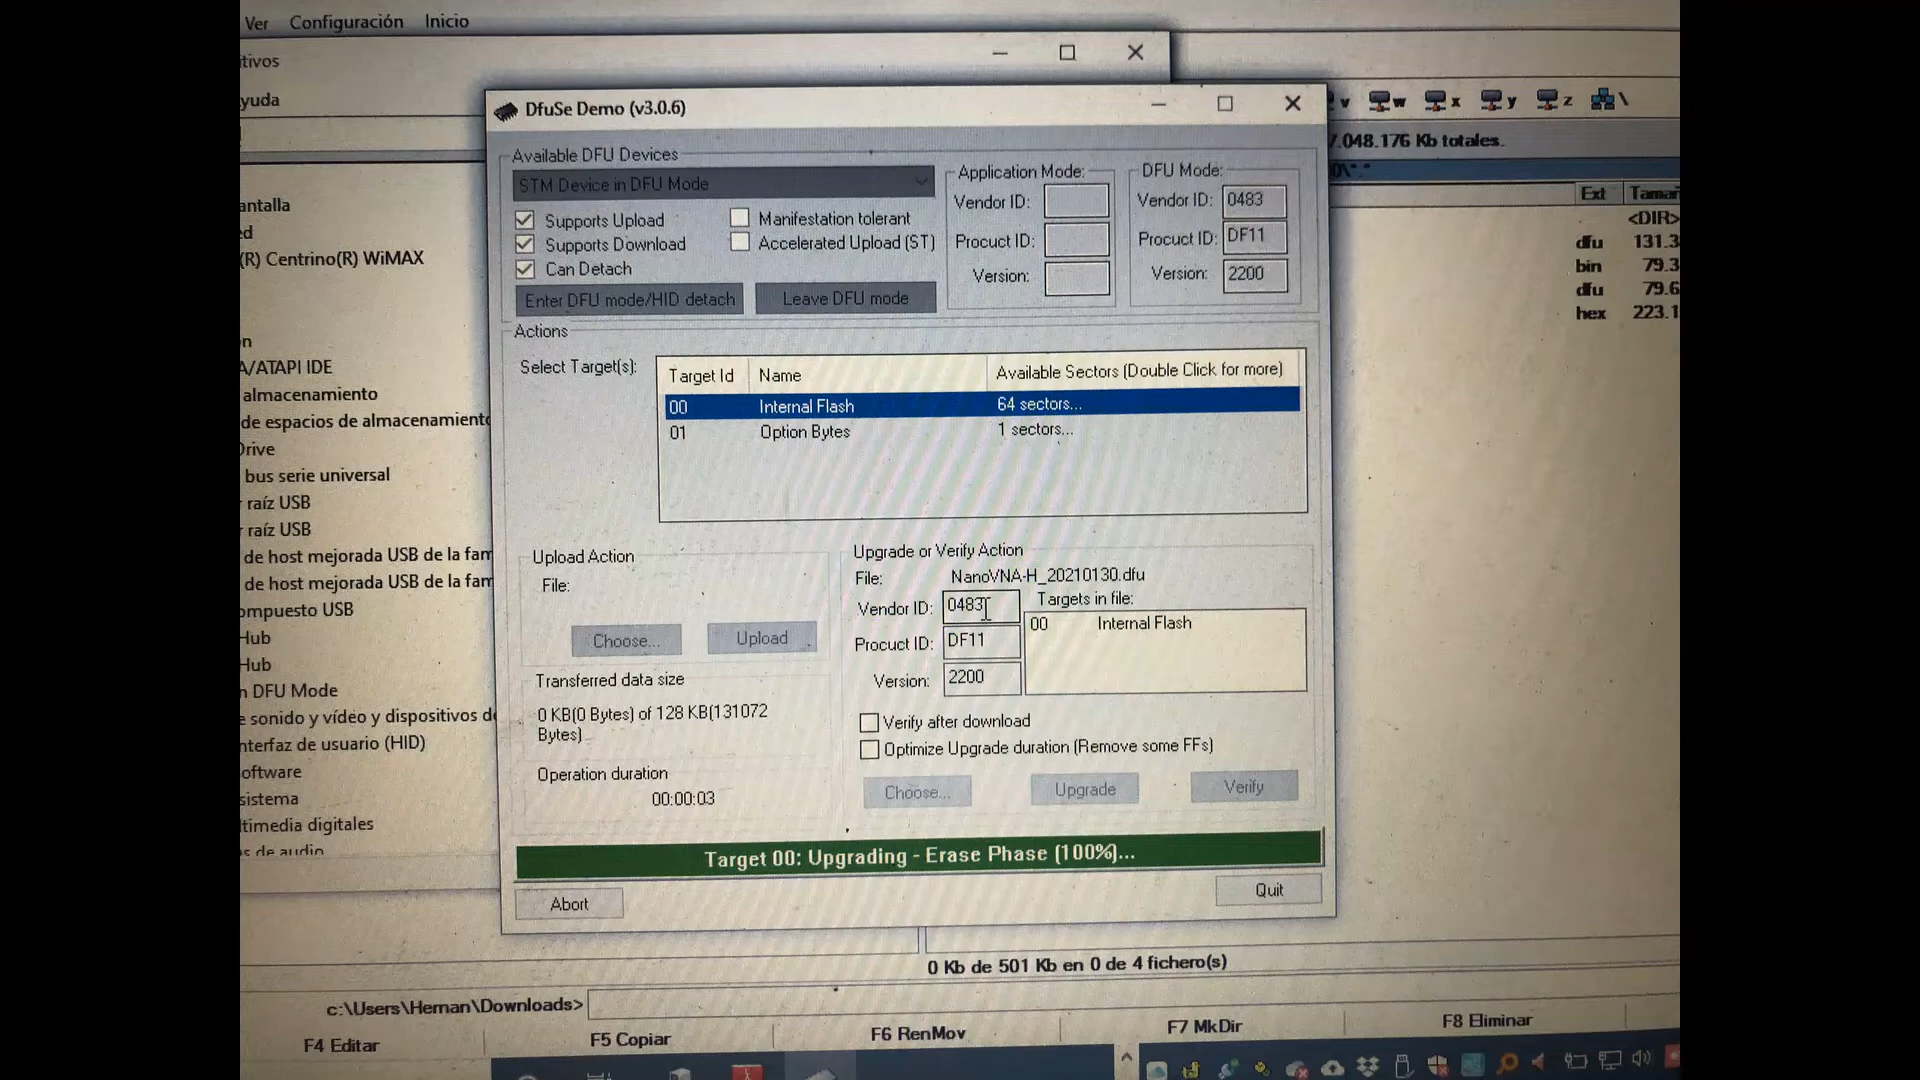 Ver Configuración Inicio
itivos
yuda
DfuSe Demo (v3.0.6)
v w x y z \
7.048.176 Kb totales.
Ext Tamañ
<DIR>
dfu 131.3
bin 79.3
dfu 79.6
hex 223.1
antalla
ed
(R) Centrino(R) WiMAX
on
A/ATAPI IDE
almacenamiento
de espacios de almacenamiento
Drive
bus serie universal
raíz USB
raíz USB
de host mejorada USB de la fam
de host mejorada USB de la fam
ompuesto USB
Hub
Hub
n DFU Mode
e sonido y vídeo y dispositivos de
nterfaz de usuario (HID)
oftware
sistema
ltimedia digitales
s de audio
Available DFU Devices
STM Device in DFU Mode
Supports Upload
Manifestation tolerant
Supports Download
Accelerated Upload (ST)
Can Detach
Enter DFU mode/HID detach
Leave DFU mode
Application Mode:
Vendor ID:
Procuct ID:
Version:
DFU Mode:
Vendor ID: 0483
Procuct ID: DF11
Version: 2200
Actions
Select Target(s):
Target Id Name Available Sectors (Double Click for more)
00 Internal Flash 64 sectors...
01 Option Bytes 1 sectors...
Upload Action
File:
Choose... Upload
Transferred data size
0 KB(0 Bytes) of 128 KB(131072
Bytes)
Operation duration
00:00:03
Upgrade or Verify Action
File: NanoVNA-H_20210130.dfu
Vendor ID: 0483
Procuct ID: DF11
Version: 2200
Targets in file:
00 Internal Flash
Verify after download
Optimize Upgrade duration (Remove some FFs)
Choose... Upgrade Verify
Target 00: Upgrading - Erase Phase (100%)...
Abort Quit
0 Kb de 501 Kb en 0 de 4 fichero(s)
c:\Users\Hernan\Downloads>
F4 Editar F5 Copiar F6 RenMov F7 MkDir F8 Eliminar